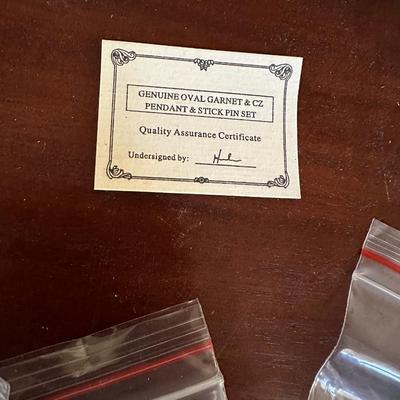 GENUINE OVAL GARNET & CZ
PENDANT & STICK PIN SET
Quality Assurance Certificate
Undersigned by: